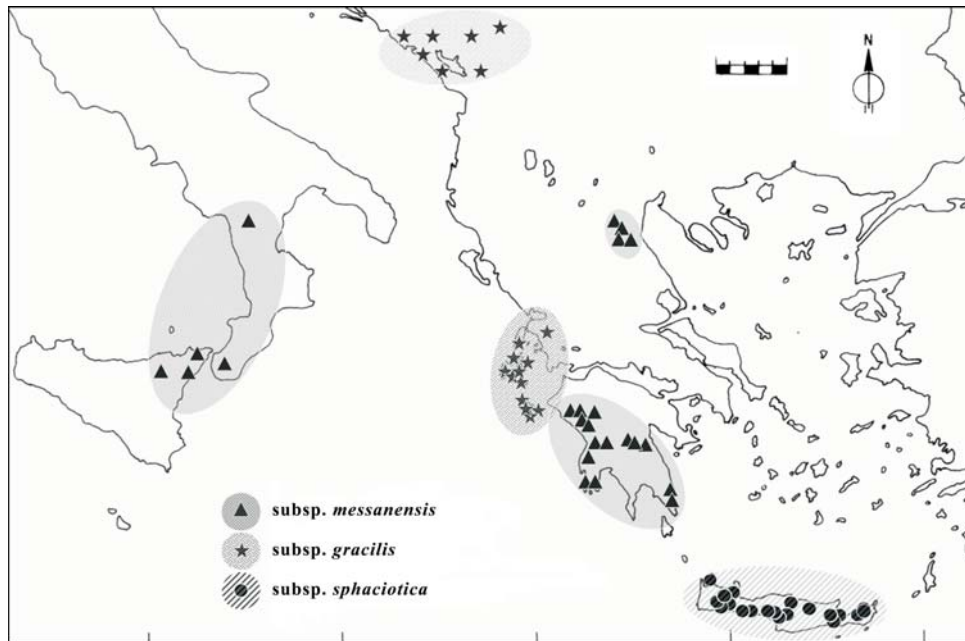 N
subsp. messanensis
subsp. gracilis
subsp. sphaciotica